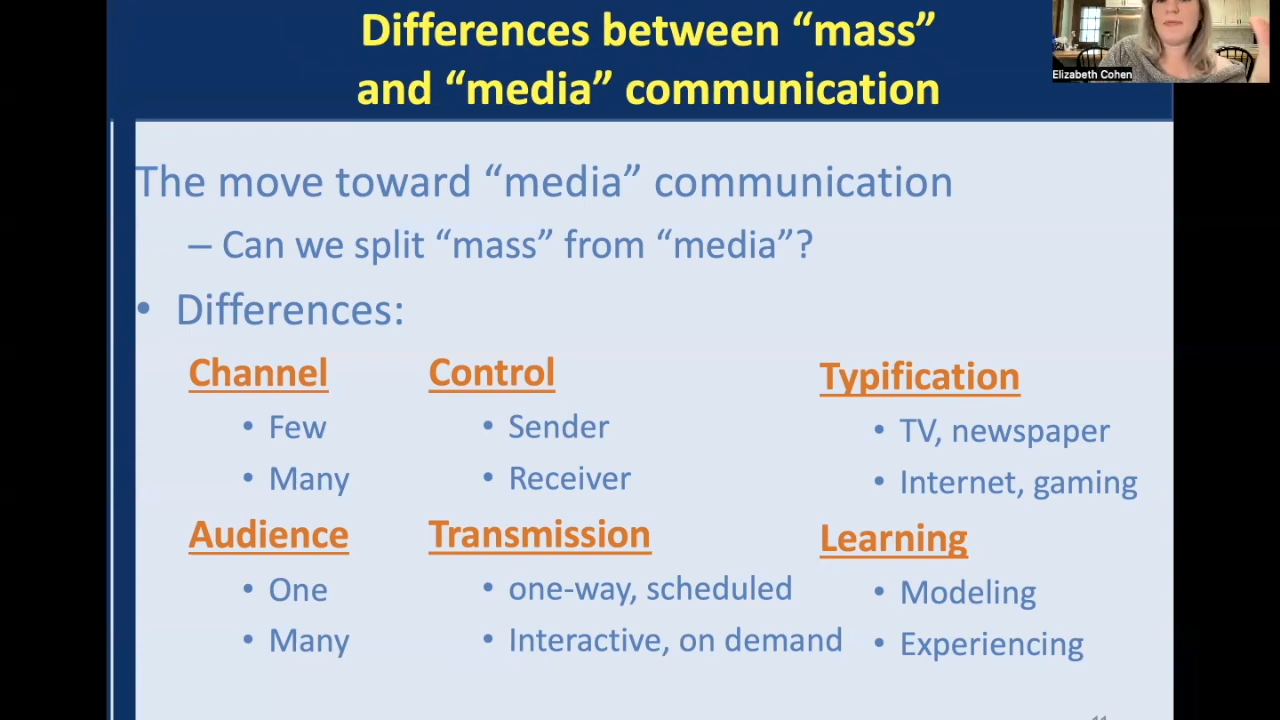 Differences between “mass”
and “media” communication
Elizabeth Cohen
The move toward “media” communication
– Can we split “mass” from “media”?
• Differences:
Channel
• Few
• Many
Control
• Sender
• Receiver
Typification
• TV, newspaper
• Internet, gaming
Audience
• One
• Many
Transmission
• one-way, scheduled
• Interactive, on demand
Learning
• Modeling
• Experiencing